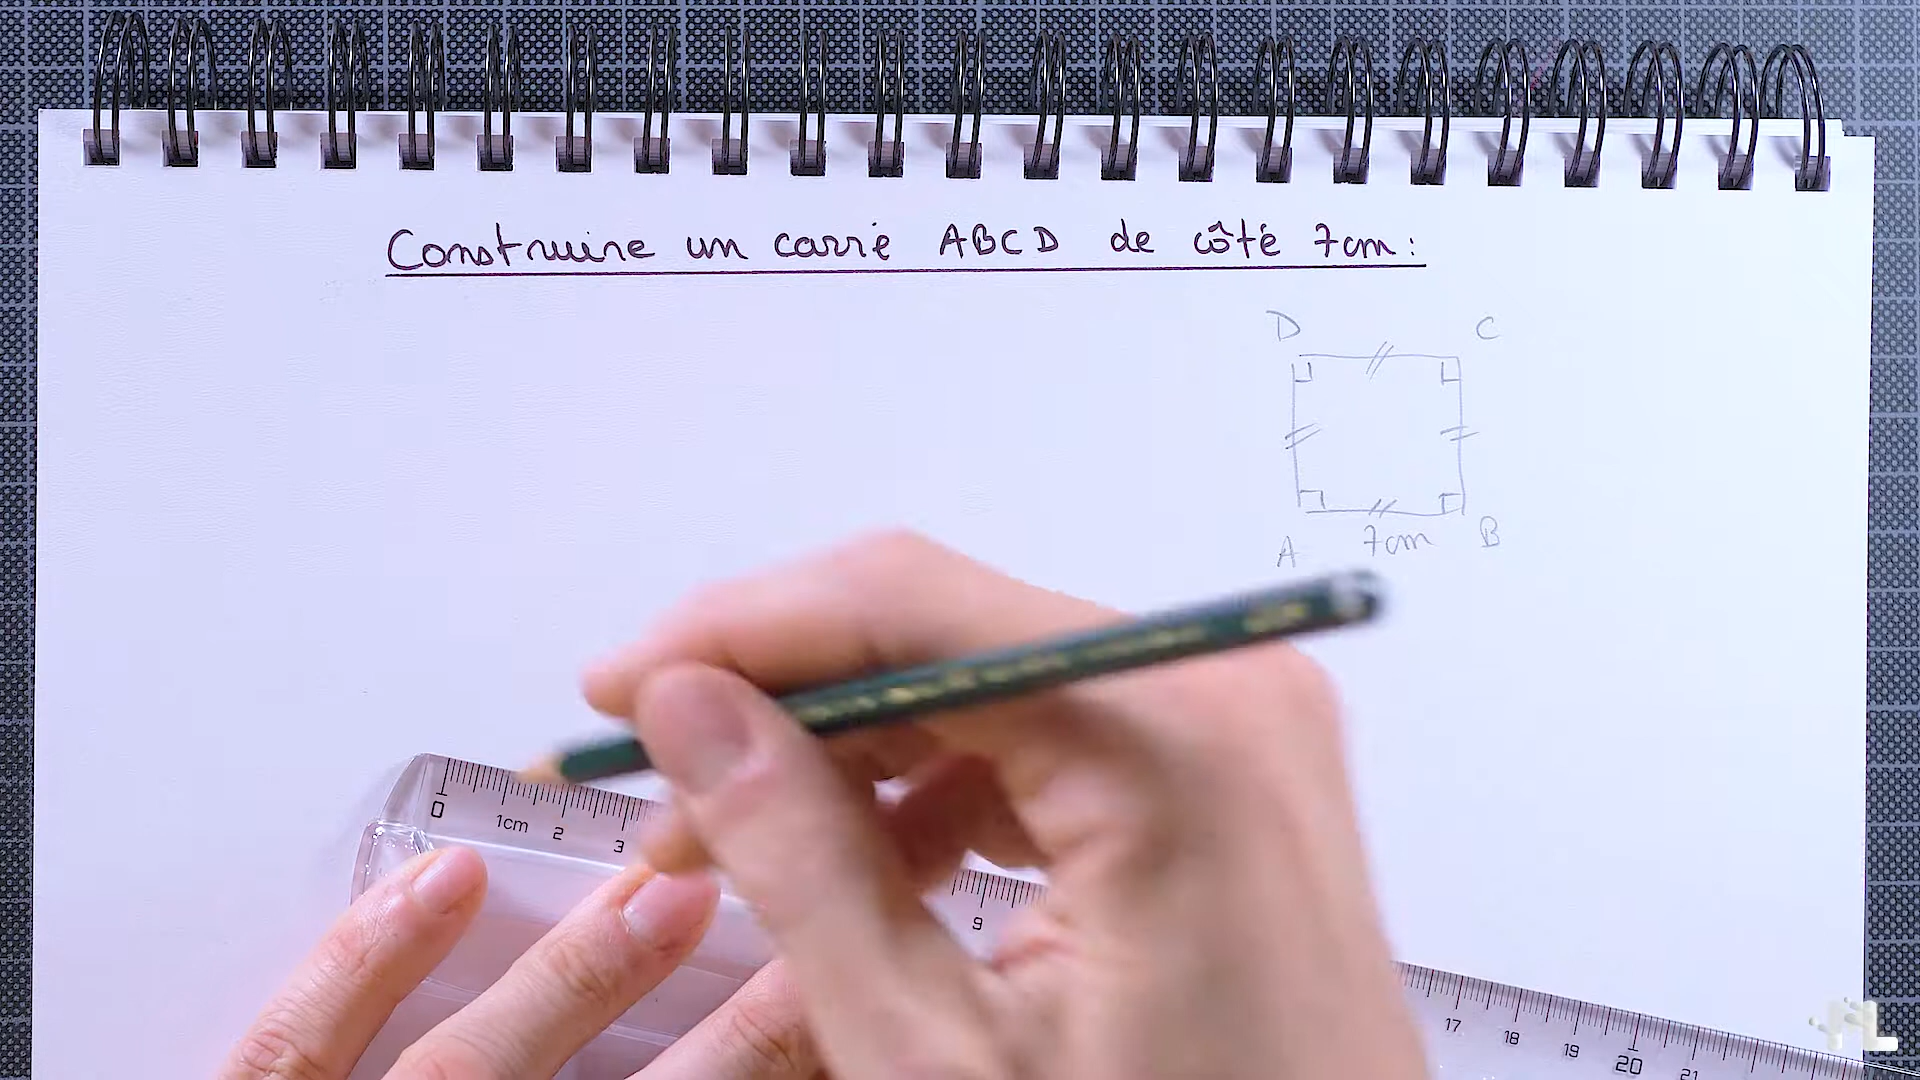 Construire un carré ABCD de côté 7cm:
D C
A 7cm B
0 1cm 2 3 9 17 18 19 20 21